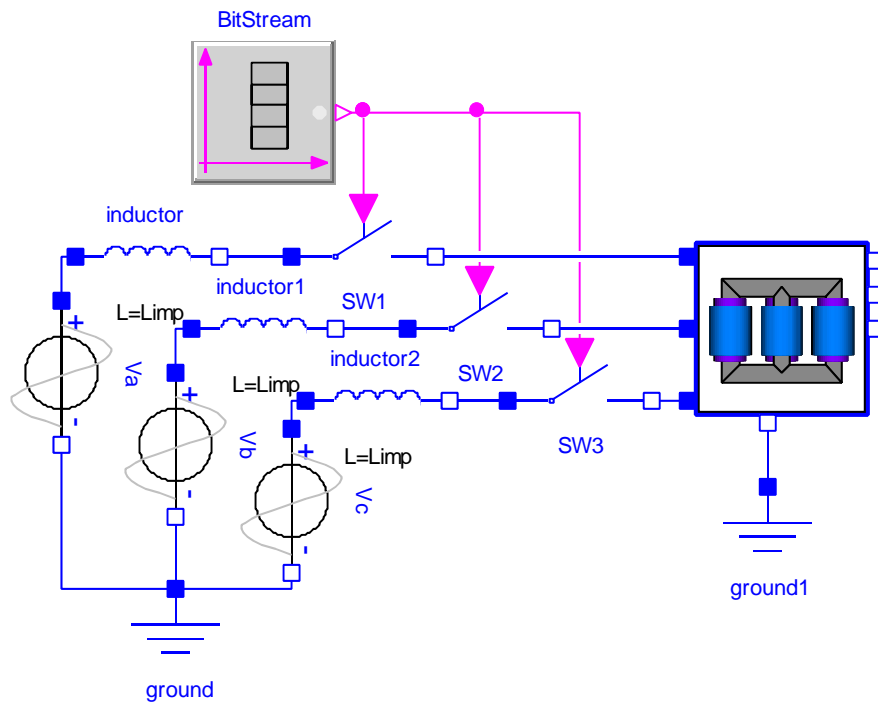 BitStream
inductor
inductor1
SW1
L=Limp
+
Va
-
inductor2
SW2
L=Limp
+
Vb
-
SW3
L=Limp
+
Vc
-
ground1
ground